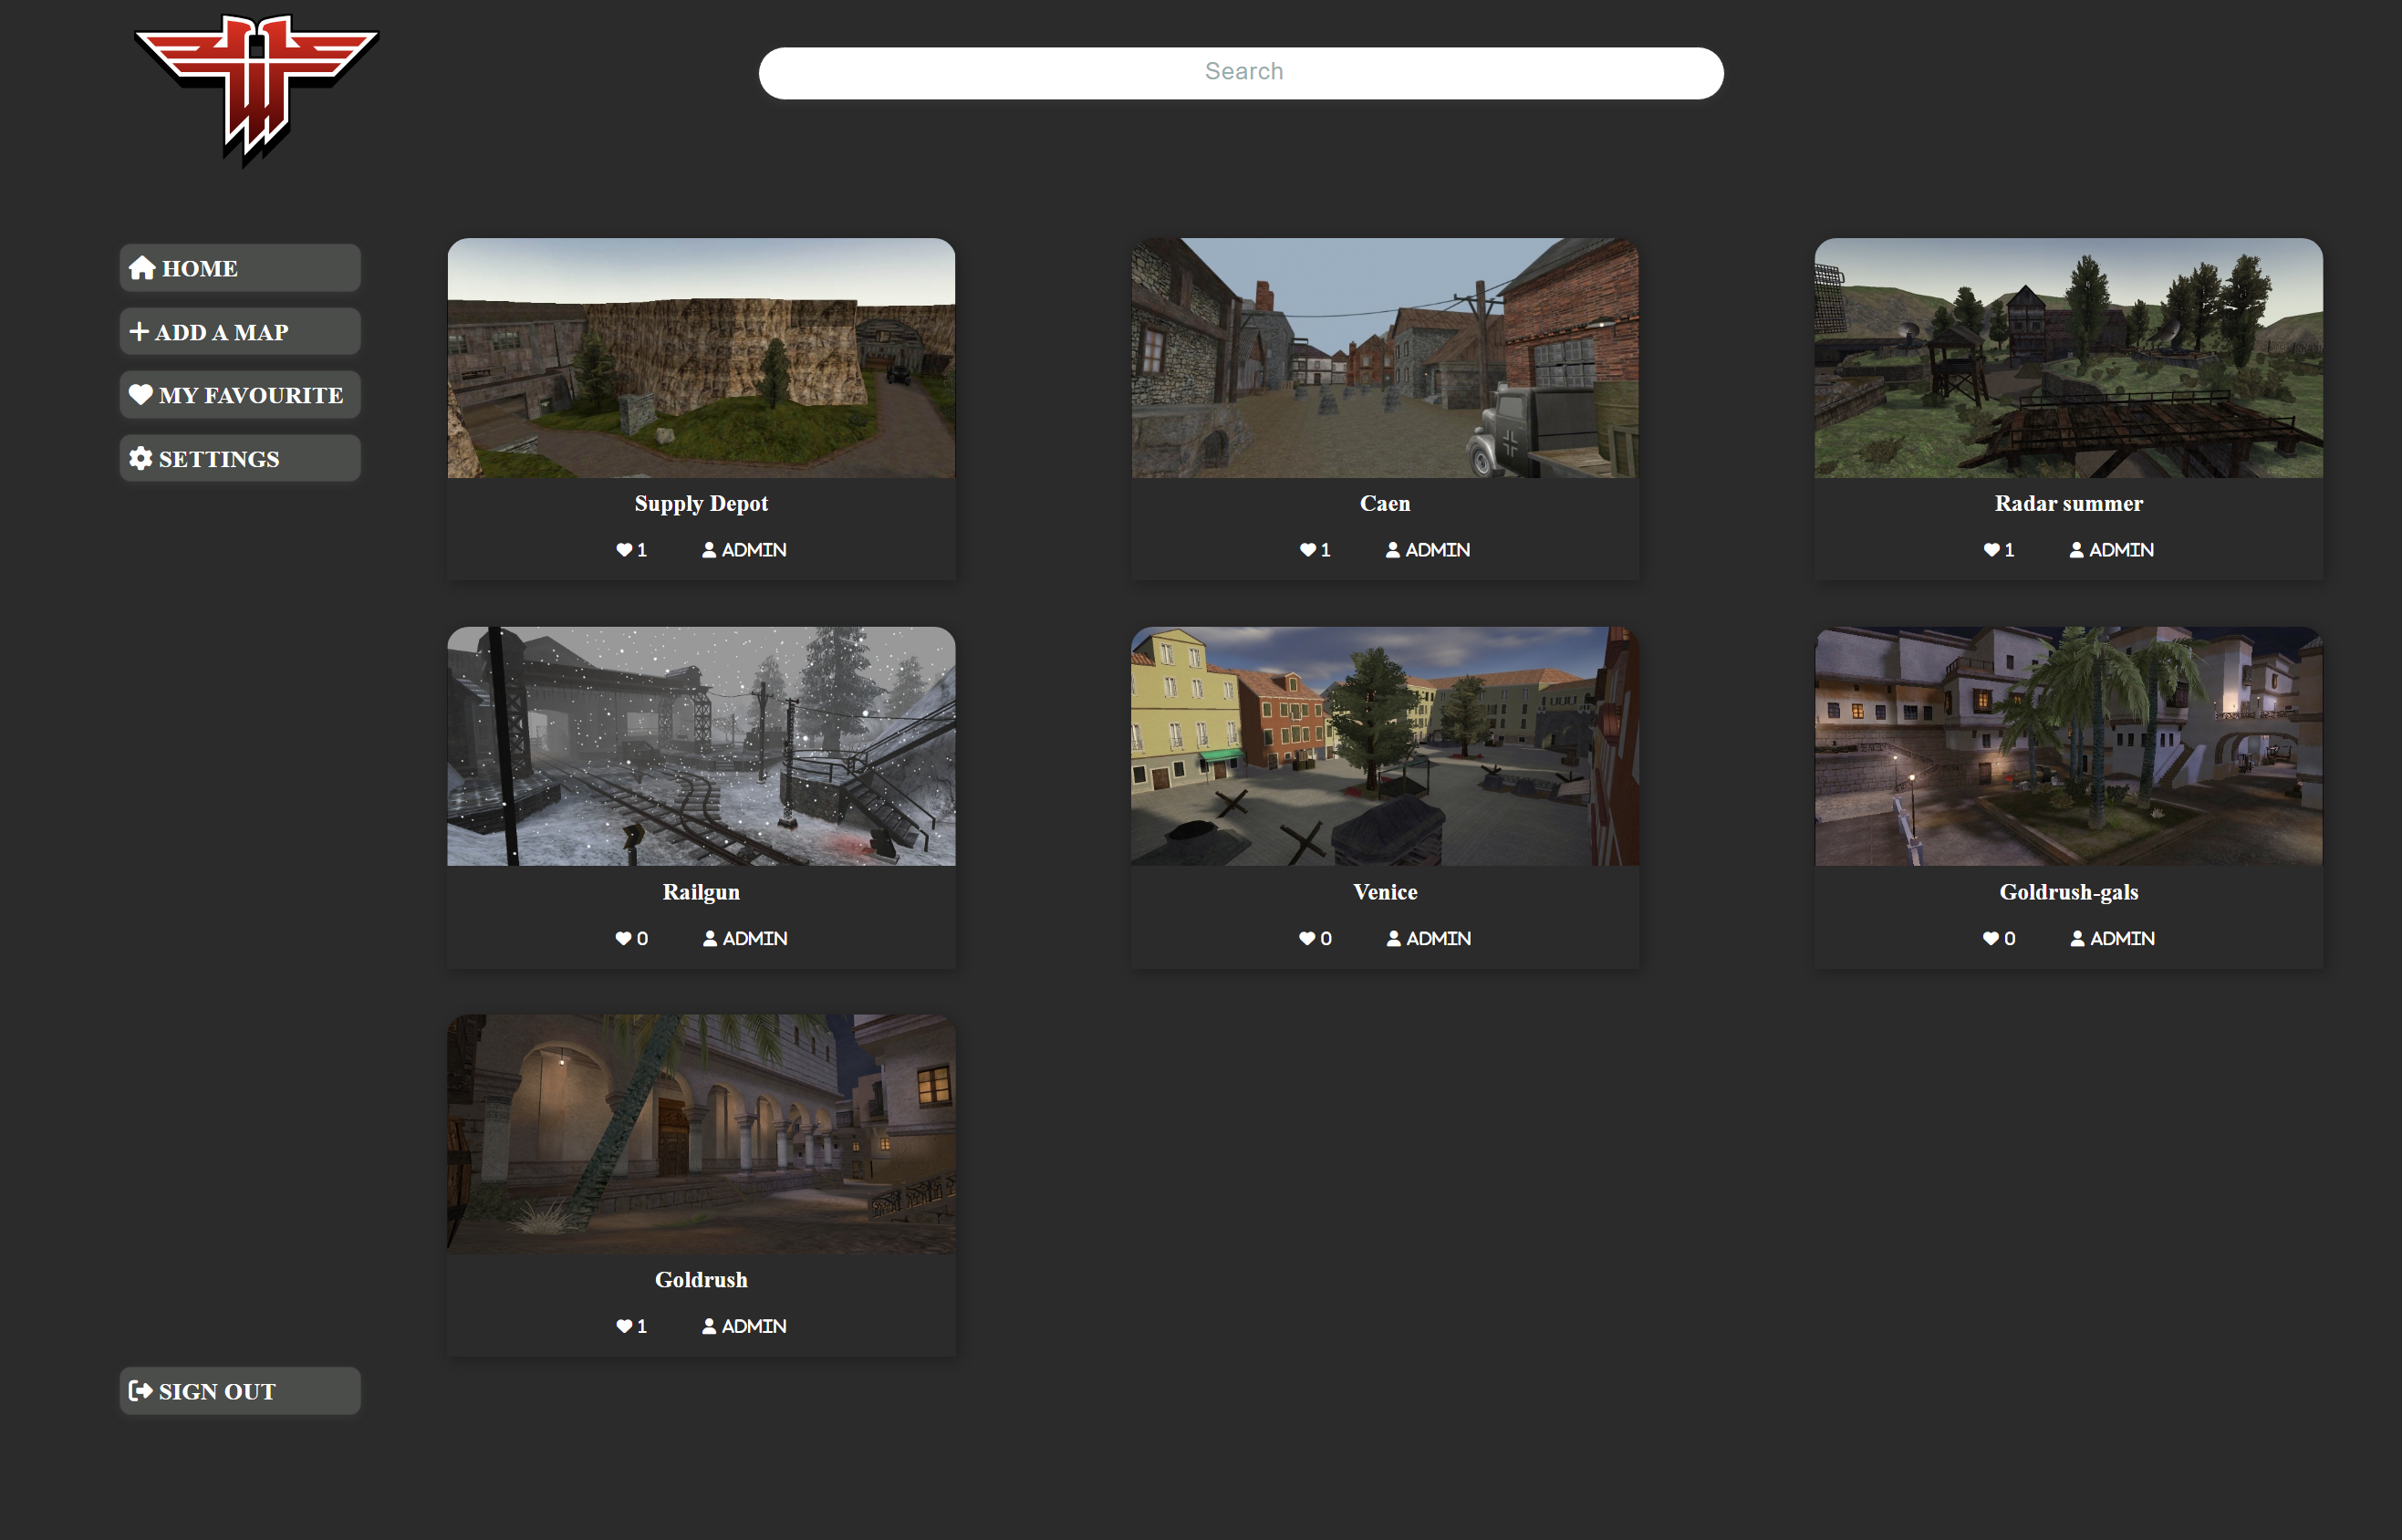 Search
HOME
ADD A MAP
MY FAVOURITE
SETTINGS
Supply Depot
1 ADMIN
Caen
1 ADMIN
Radar summer
1 ADMIN
Railgun
0 ADMIN
Venice
0 ADMIN
Goldrush-gals
0 ADMIN
Goldrush
1 ADMIN
SIGN OUT